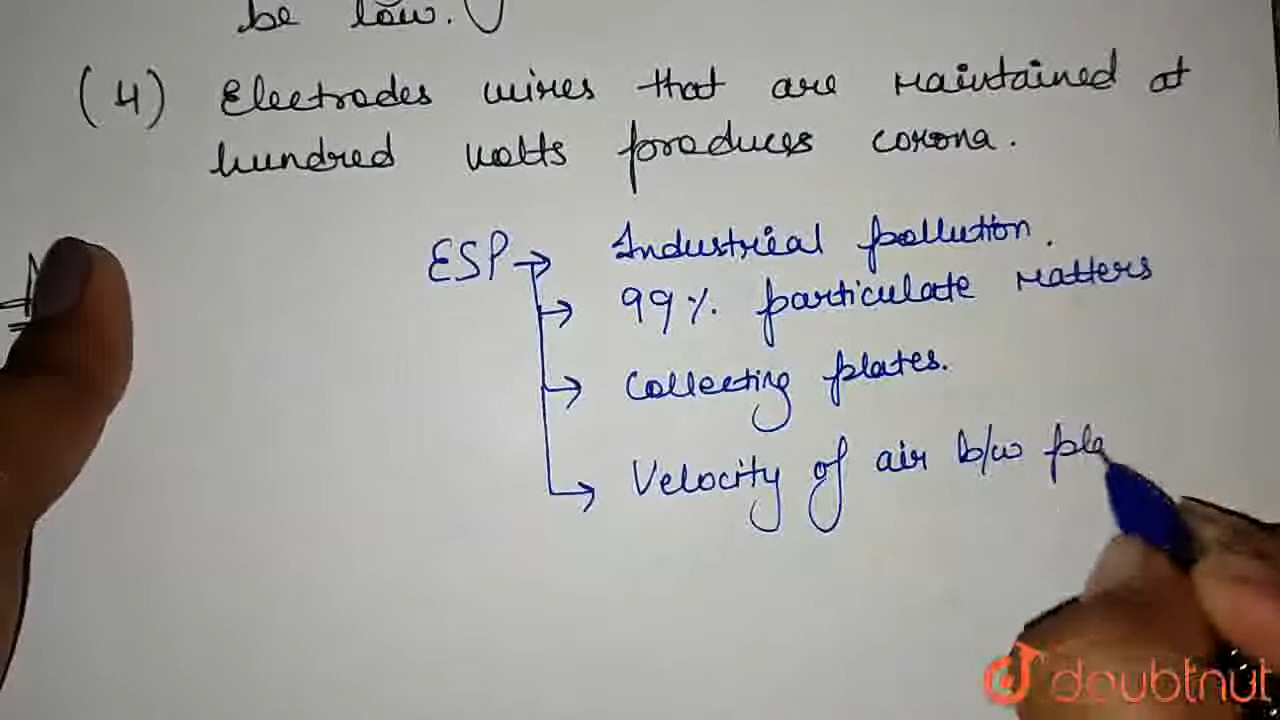 be low.
(4) Electrodes wires that are maintained at
hundred volts produces corona.
ESP → Industrial pollution.
→ 99% particulate matters
→ Collecting plates.
→ Velocity of air b/w pla
doubtnut